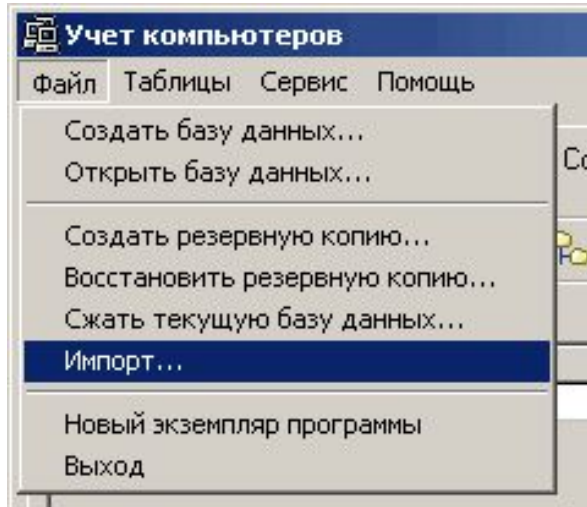 Учет компьютеров
Файл Таблицы Сервис Помощь
Создать базу данных...
Открыть базу данных...
Создать резервную копию...
Восстановить резервную копию...
Сжать текущую базу данных...
Импорт...
Новый экземпляр программы
Выход